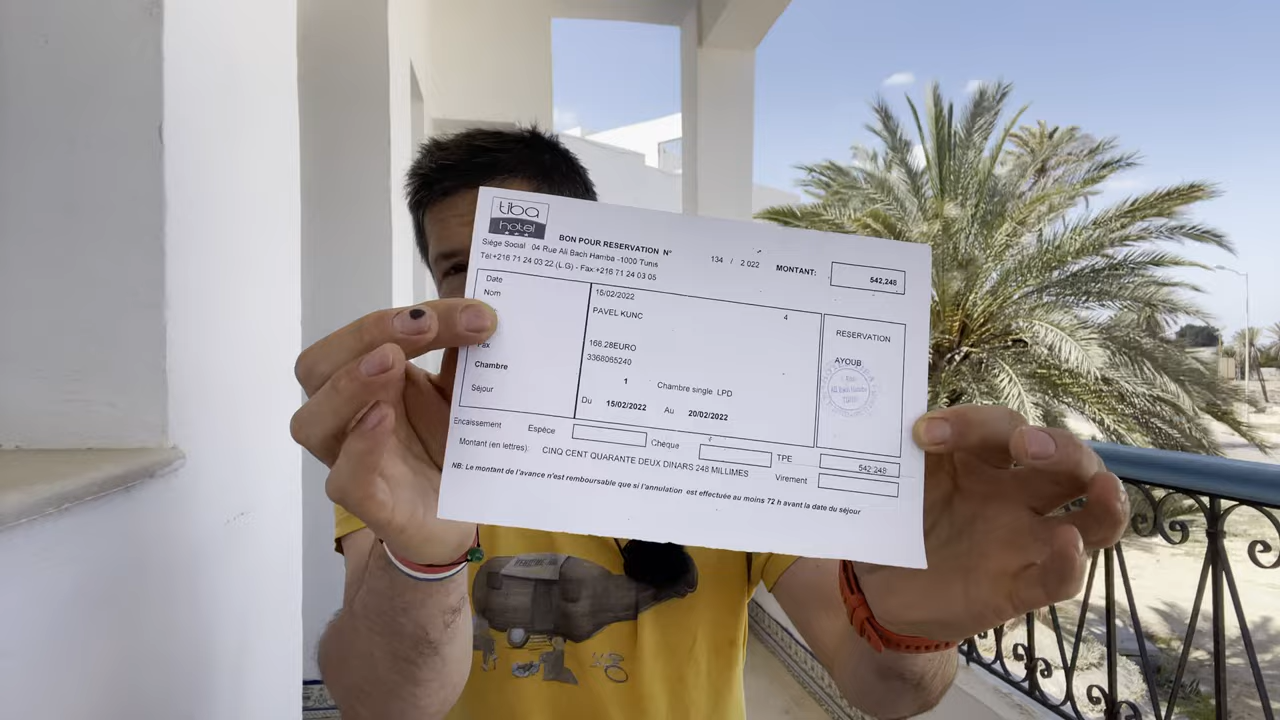 tiba
hotel
BON POUR RESERVATION N° 134 / 2 022 MONTANT: 542,248
Siége Social 04 Rue Ali Bach Hamba -1000 Tunis
Tél:+216 71 24 03 22 (L.G) - Fax:+216 71 24 03 05
Date 15/02/2022
Nom PAVEL KUNC 4
RESERVATION
Fax 168.28EURO
3368065240
AYOUB
Chambre 1 Chambre single LPD
Séjour Du 15/02/2022 Au 20/02/2022
Encaissement Espéce Cheque TPE 542,248
Montant (en lettres): CINQ CENT QUARANTE DEUX DINARS 248 MILLIMES Virement
NB: Le montant de l'avance n'est remboursable que si l'annulation est effectuée au moins 72 h avant la date du séjour